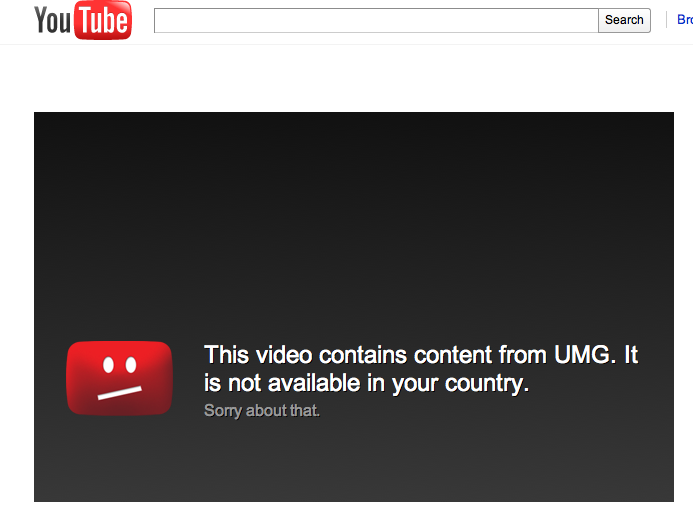 YouTube
Search
Bro
This video contains content from UMG. It
is not available in your country.
Sorry about that.